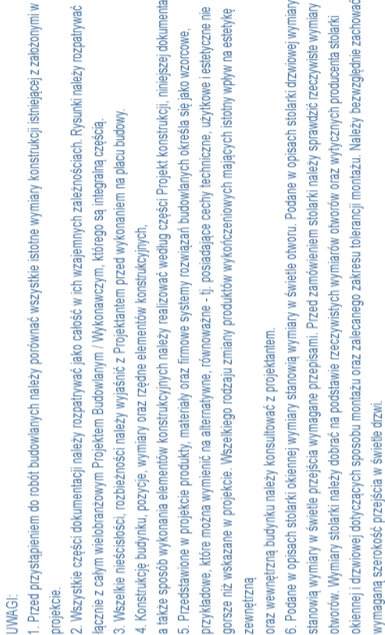 UWAGI:
1. Przed przystąpieniem do robót budowlanych należy porównać wszystkie istotne wymiary konstrukcji istniejącej z założonymi w
projekcie.
2. Wszystkie części dokumentacji należy rozpatrywać jako całość w ich wzajemnych zależnościach. Rysunki należy rozpatrywać
łącznie z całym wielobranżowym Projektem Budowlanym / Wykonawczym, którego są integralną częścią.
3. Wszelkie nieścisłości, rozbieżności należy wyjaśnić z Projektantem przed wykonaniem na placu budowy.
4. Konstrukcję budynku, pozycje, wymiary oraz rzędne elementów konstrukcyjnych,
a także sposób wykonania elementów konstrukcyjnych należy realizować według części Projekt konstrukcji, niniejszej dokumenta
5. Przedstawione w projekcie produkty, materiały oraz firmowe systemy rozwiązań budowlanych określa się jako wzorcowe,
przykładowe, które można wymienić na alternatywne, równoważne - tj. posiadające cechy techniczne, użytkowe i estetyczne nie
gorsze niż wskazane w projekcie. Wszelkiego rodzaju zmiany produktów wykończeniowych mających istotny wpływ na estetykę
zewnętrzną
oraz wewnętrzną budynku należy konsultować z projektantem.
6. Podane w opisach stolarki okiennej wymiary stanowią wymiary w świetle otworu. Podane w opisach stolarki drzwiowej wymiary
stanowią wymiary w świetle przejścia wymagane przepisami. Przed zamówieniem stolarki należy sprawdzić rzeczywiste wymiary
otworów. Wymiary stolarki należy dobrać na podstawie rzeczywistych wymiarów otworów oraz wytycznych producenta stolarki
okiennej i drzwiowej dotyczących sposobu montażu oraz zalecanego zakresu tolerancji montażu. Należy bezwzględnie zachować
wymaganą szerokość przejścia w świetle drzwi.